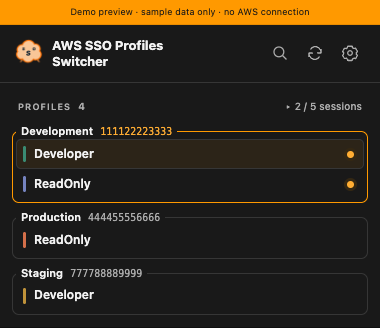 Demo preview · sample data only · no AWS connection
AWS SSO Profiles
Switcher
PROFILES 4
▸ 2 / 5 sessions
Development 111122223333
Developer
ReadOnly
Production 444455556666
ReadOnly
Staging 777788889999
Developer